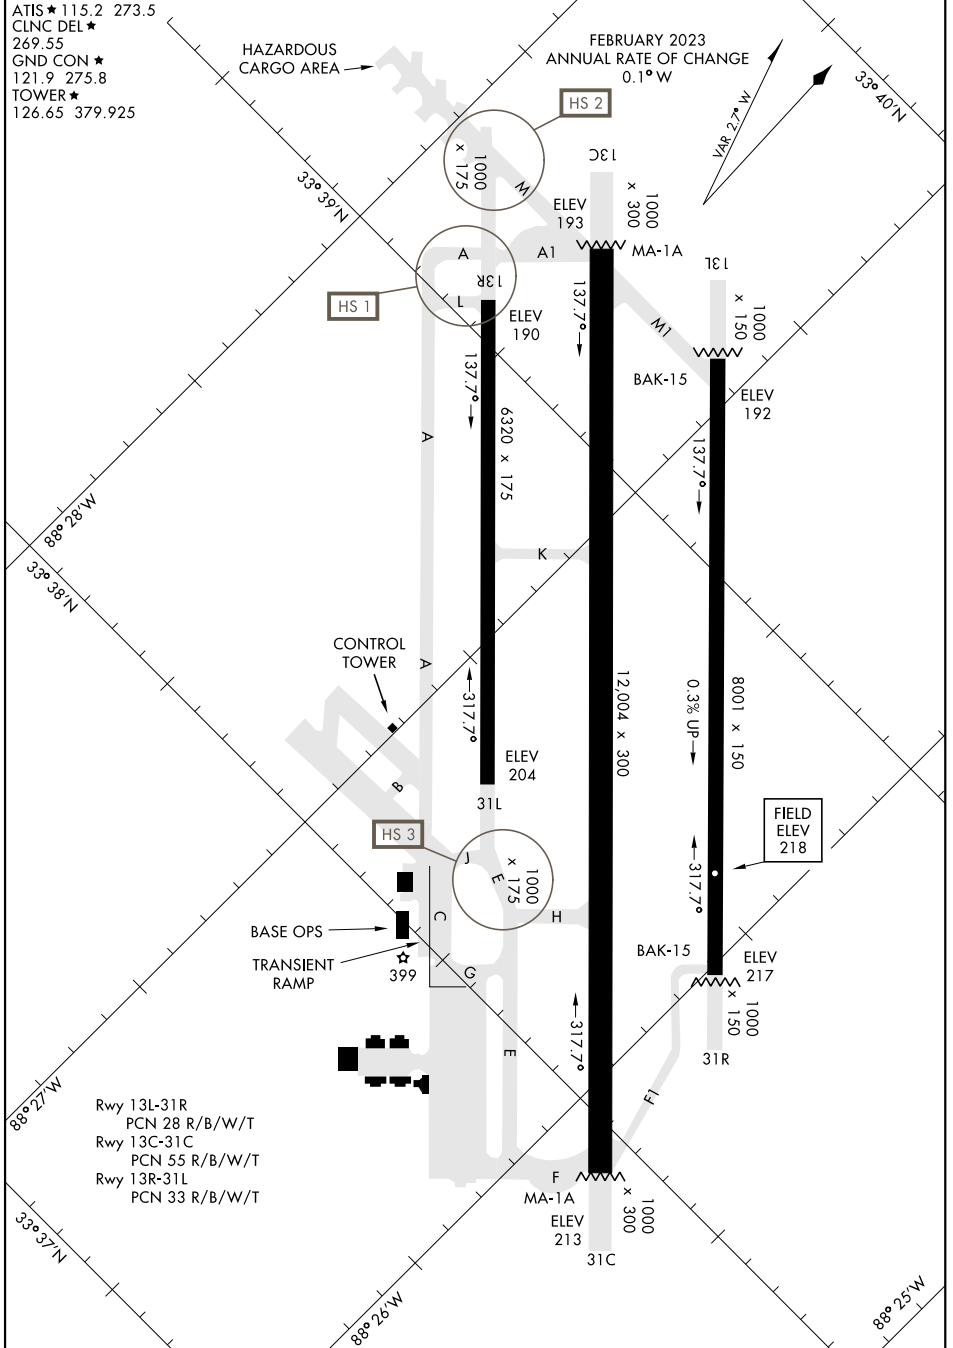 ATIS ★ 115.2 273.5
CLNC DEL ★
269.55
GND CON ★
121.9 275.8
TOWER ★
126.65 379.925
HAZARDOUS
CARGO AREA
FEBRUARY 2023
ANNUAL RATE OF CHANGE
0.1° W
VAR 2.7° W
33° 40'N
HS 2
1000
x 175
M
33° 39'N
13C
1000
x 300
ELEV
193
A
A1
MA-1A
13L
HS 1
13R
L
ELEV
190
137.7°
M1
1000
x 150
BAK-15
ELEV
192
137.7°
A
6320 x 175
137.7°
88° 28'W
K
33° 38'N
CONTROL
TOWER
A
317.7°
12,004 x 300
0.3% UP
8001 x 150
ELEV
204
B
31L
FIELD
ELEV
218
HS 3
J
E
1000
x 175
317.7°
C
H
BASE OPS
TRANSIENT
RAMP
399
G
BAK-15
ELEV
217
1000
x 150
317.7°
E
31R
F1
88° 27'W
Rwy 13L-31R
PCN 28 R/B/W/T
Rwy 13C-31C
PCN 55 R/B/W/T
Rwy 13R-31L
PCN 33 R/B/W/T
F
MA-1A
ELEV
213
1000
x 300
31C
33° 37'N
88° 26'W
88° 25'W